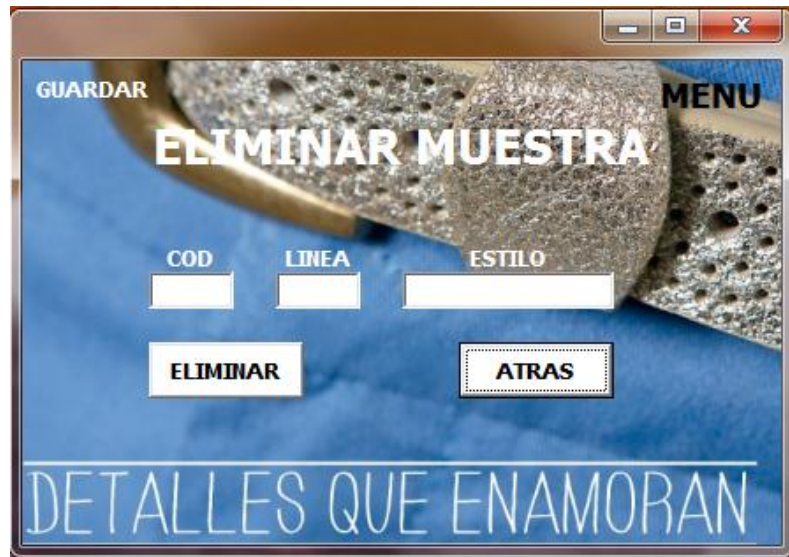 GUARDAR
MENU
ELIMINAR MUESTRA
COD LINEA ESTILO
ELIMINAR ATRAS
DETALLES QUE ENAMORAN